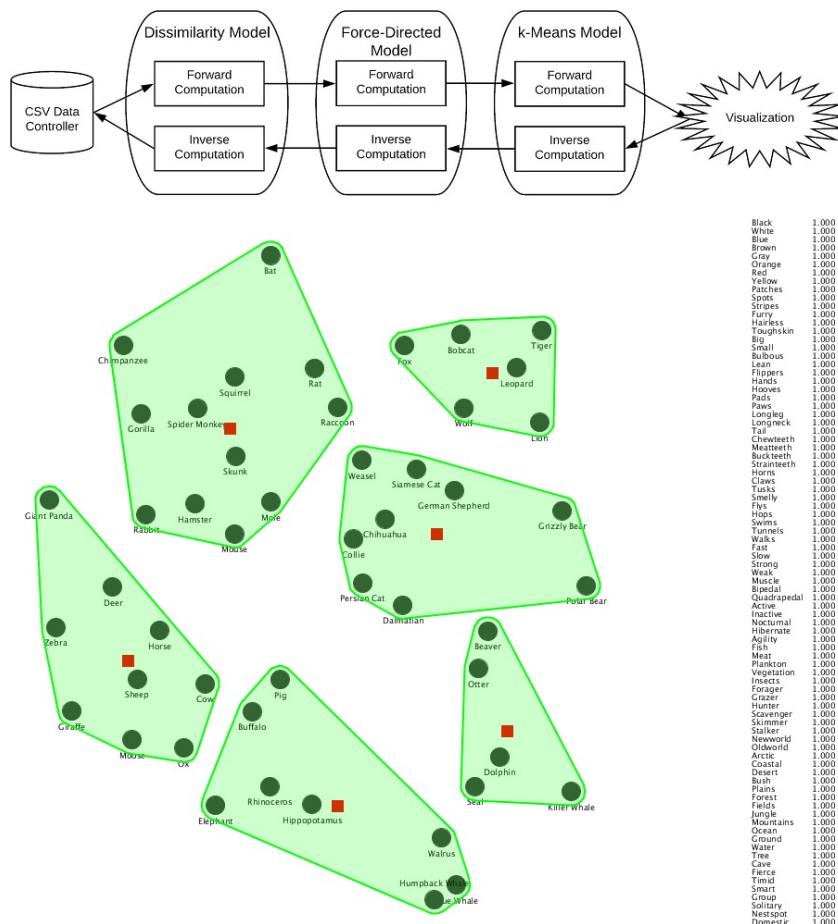 Dissimilarity Model
Force-Directed
Model
k-Means Model
CSV Data
Controller
Forward
Computation
Forward
Computation
Forward
Computation
Visualization
Inverse
Computation
Inverse
Computation
Inverse
Computation
Bat
Chimpanzee
Squirrel
Rat
Gorilla
Spider Monkey
Raccoon
Skunk
Rabbit
Hamster
Mole
Mouse
Fox
Bobcat
Tiger
Leopard
Wolf
Lion
Weasel
Siamese Cat
German Shepherd
Grizzly Bear
Chihuahua
Collie
Persian Cat
Dalmatian
Polar Bear
Giant Panda
Deer
Zebra
Horse
Sheep
Cow
Giraffe
Moose
Ox
Pig
Buffalo
Rhinoceros
Elephant
Hippopotamus
Walrus
Humpback Whale
ue Whale
Beaver
Otter
Dolphin
Seal
Killer Whale
Black 1.000
White 1.000
Blue 1.000
Brown 1.000
Gray 1.000
Orange 1.000
Red 1.000
Yellow 1.000
Patches 1.000
Spots 1.000
Stripes 1.000
Furry 1.000
Hairless 1.000
Toughskin 1.000
Big 1.000
Small 1.000
Bulbous 1.000
Lean 1.000
Flippers 1.000
Hands 1.000
Hooves 1.000
Pads 1.000
Paws 1.000
Longleg 1.000
Longneck 1.000
Tail 1.000
Chewteeth 1.000
Meatteeth 1.000
Buckteeth 1.000
Strainteeth 1.000
Horns 1.000
Claws 1.000
Tusks 1.000
Smelly 1.000
Flys 1.000
Hops 1.000
Swims 1.000
Tunnels 1.000
Walks 1.000
Fast 1.000
Slow 1.000
Strong 1.000
Weak 1.000
Muscle 1.000
Bipedal 1.000
Quadrapedal 1.000
Active 1.000
Inactive 1.000
Nocturnal 1.000
Hibernate 1.000
Agility 1.000
Fish 1.000
Meat 1.000
Plankton 1.000
Vegetation 1.000
Insects 1.000
Forager 1.000
Grazer 1.000
Hunter 1.000
Scavenger 1.000
Skimmer 1.000
Stalker 1.000
Newworld 1.000
Oldworld 1.000
Arctic 1.000
Coastal 1.000
Desert 1.000
Bush 1.000
Plains 1.000
Forest 1.000
Fields 1.000
Jungle 1.000
Mountains 1.000
Ocean 1.000
Ground 1.000
Water 1.000
Tree 1.000
Cave 1.000
Fierce 1.000
Timid 1.000
Smart 1.000
Group 1.000
Solitary 1.000
Nestspot 1.000
Domestic 1.000